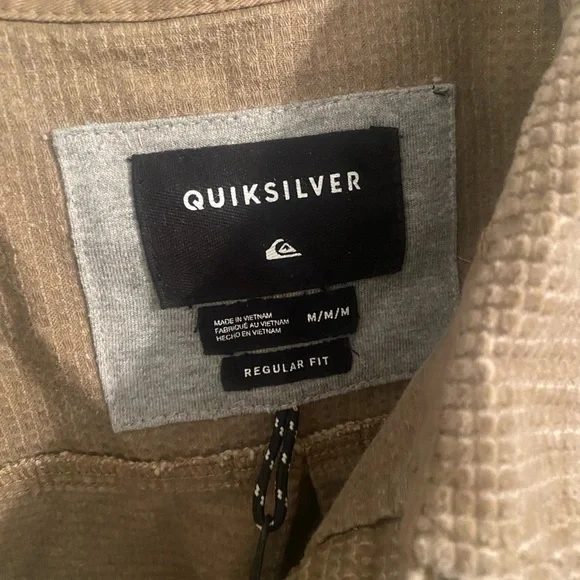 QUIKSILVER
MADE IN VIETNAM
FABRIQUÉ AU VIETNAM
HECHO EN VIETNAM
M/M/M
REGULAR FIT